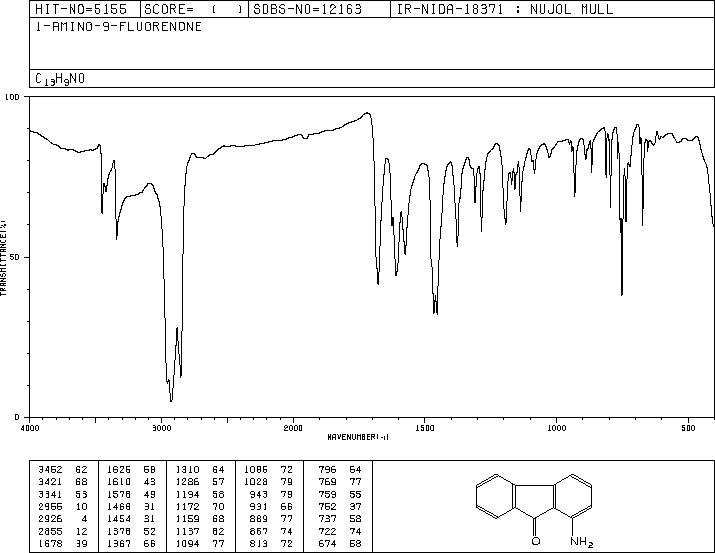 HIT-NO=5155 SCORE= ( ) SDBS-NO=12163 IR-NIDA-18371 : NUJOL MULL
1-AMINO-9-FLUORENONE
C13H9NO
100
50
0
TRANSMITTANCE(%)
4000 3000 2000 1500 1000 500
WAVENUMBER(-1)
3452 62 1626 58 1310 64 1086 72 796 64
3421 68 1610 43 1286 57 1028 79 769 77
3341 53 1578 49 1194 58 943 79 759 55
2955 10 1466 31 1172 70 931 66 752 37
2926 4 1454 31 1159 68 889 77 737 58
2855 12 1378 52 1137 62 867 74 722 74
1678 39 1367 66 1094 77 813 72 674 58
O NH2